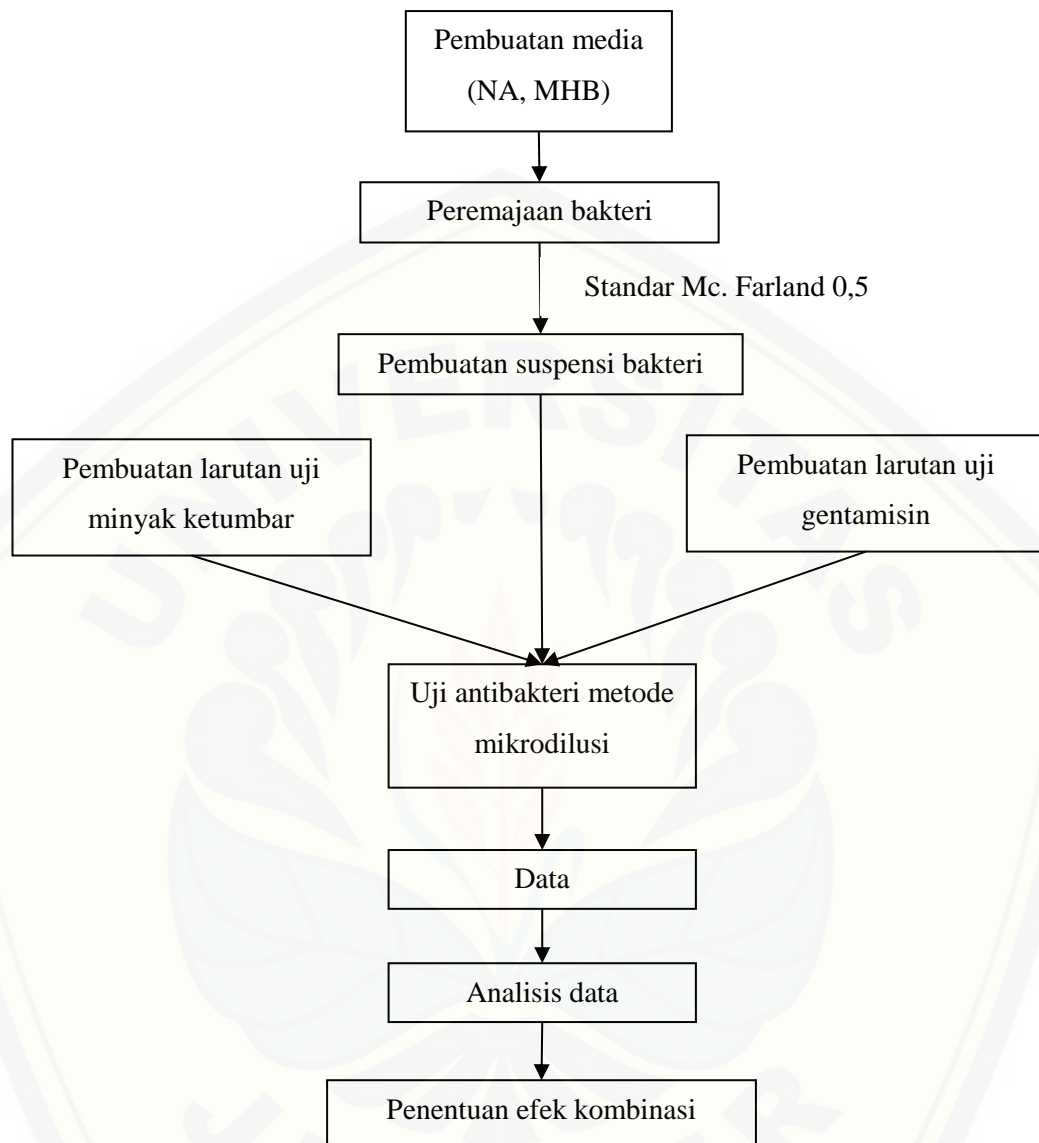 Pembuatan media
(NA, MHB)
Peremajaan bakteri
Standar Mc. Farland 0,5
Pembuatan suspensi bakteri
Pembuatan larutan uji
minyak ketumbar
Pembuatan larutan uji
gentamisin
Uji antibakteri metode
mikrodilusi
Data
Analisis data
Penentuan efek kombinasi
UNIVERSITAS